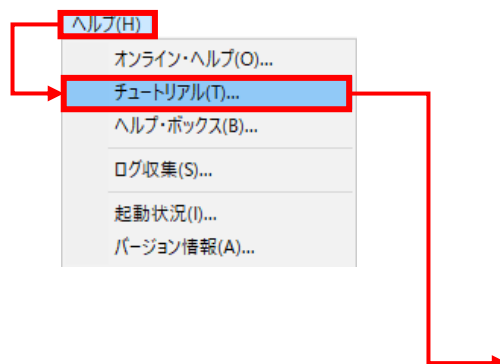 ヘルプ(H)
オンライン・ヘルプ(O)...
チュートリアル(T)...
ヘルプ・ボックス(B)...
ログ収集(S)...
起動状況(I)...
バージョン情報(A)...